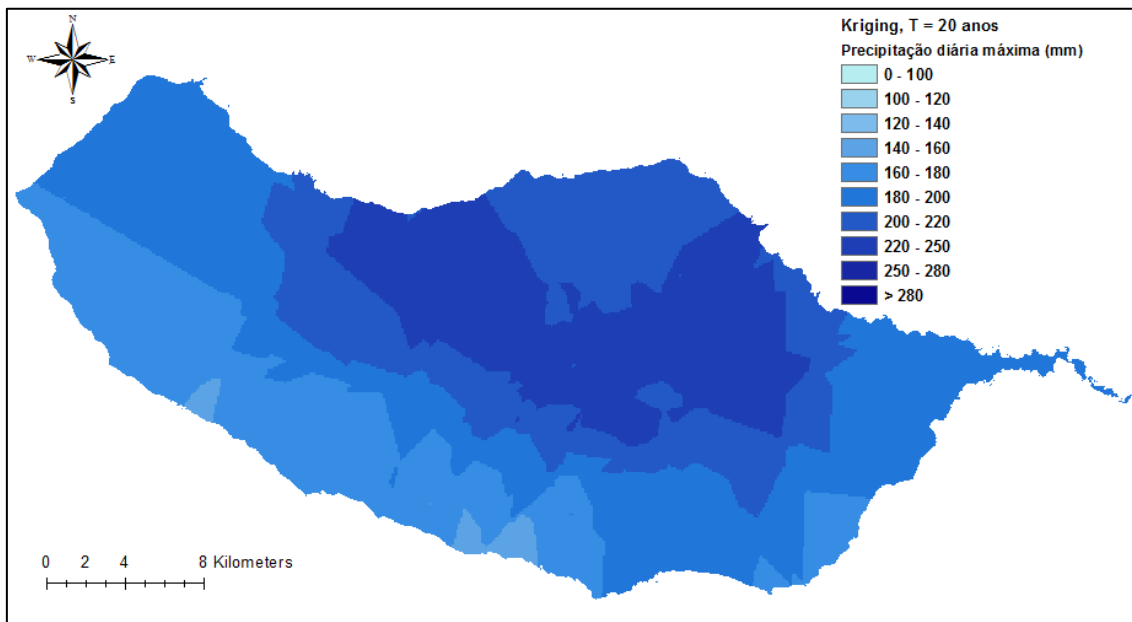 N
W E
S
Kriging, T = 20 anos
Precipitação diária máxima (mm)
0 - 100
100 - 120
120 - 140
140 - 160
160 - 180
180 - 200
200 - 220
220 - 250
250 - 280
> 280
0 2 4 8 Kilometers